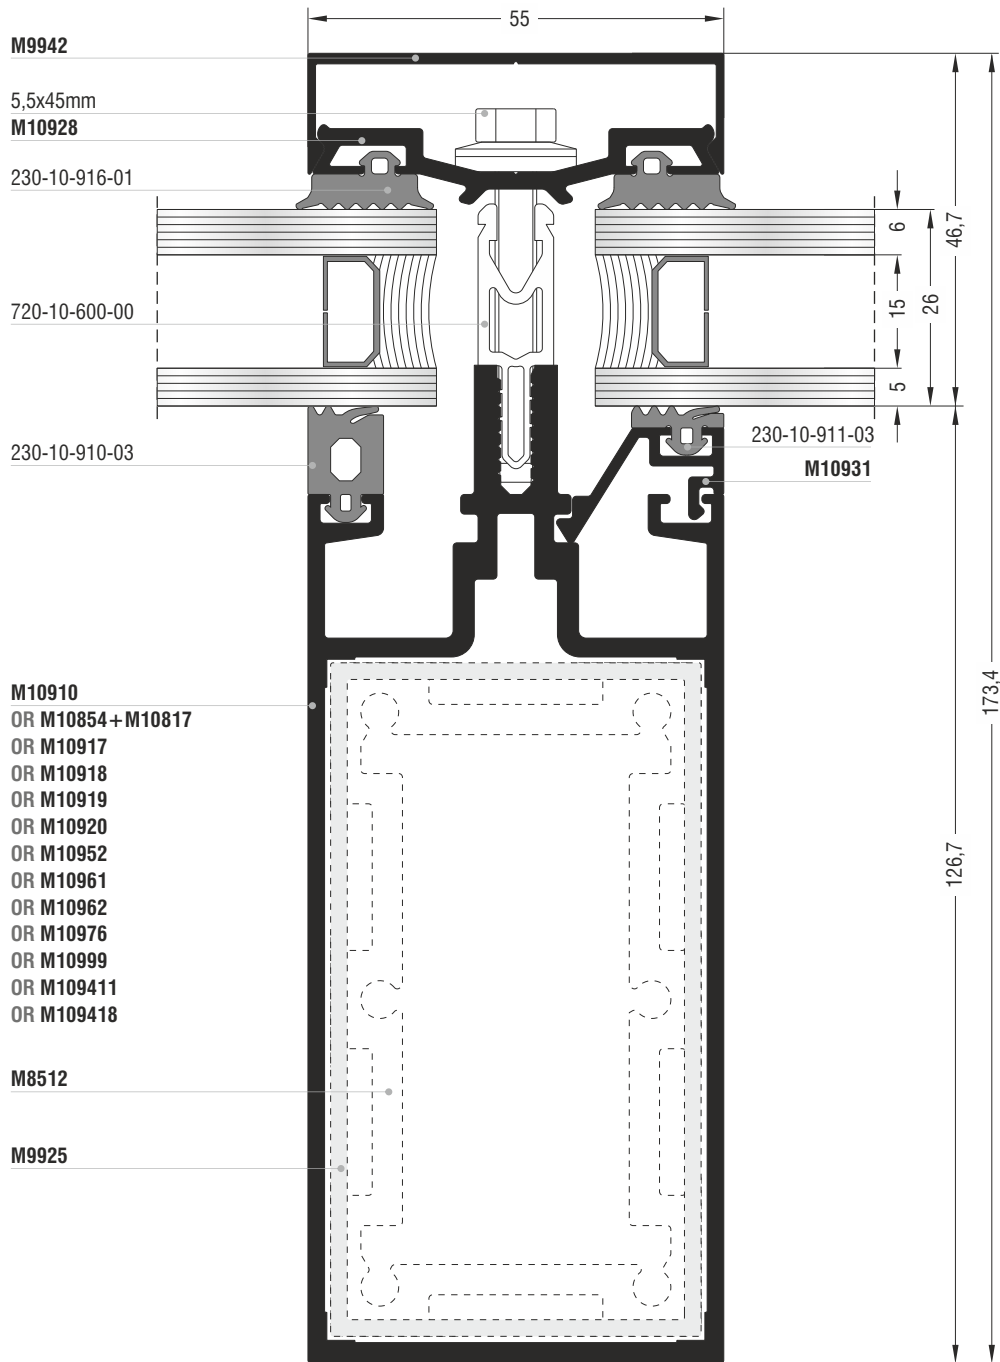 55
M9942
5,5x45mm
M10928
230-10-916-01
6
46,7
720-10-600-00
15
26
5
230-10-910-03
230-10-911-03
M10931
M10910
OR M10854+M10817
OR M10917
OR M10918
OR M10919
OR M10920
OR M10952
OR M10961
OR M10962
OR M10976
OR M10999
OR M109411
OR M109418
173,4
126,7
M8512
M9925